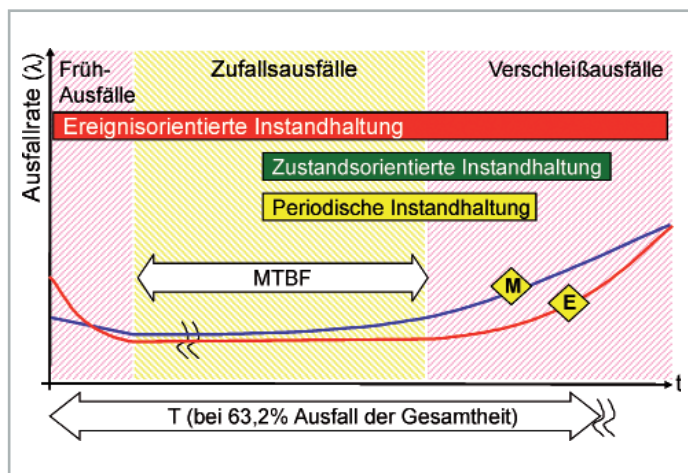 Ausfallrate (λ)
Früh-
Ausfälle
Zufallsausfälle
Verschleißausfälle
Ereignisorientierte Instandhaltung
Zustandsorientierte Instandhaltung
Periodische Instandhaltung
MTBF
M
E
t
T (bei 63,2% Ausfall der Gesamtheit)